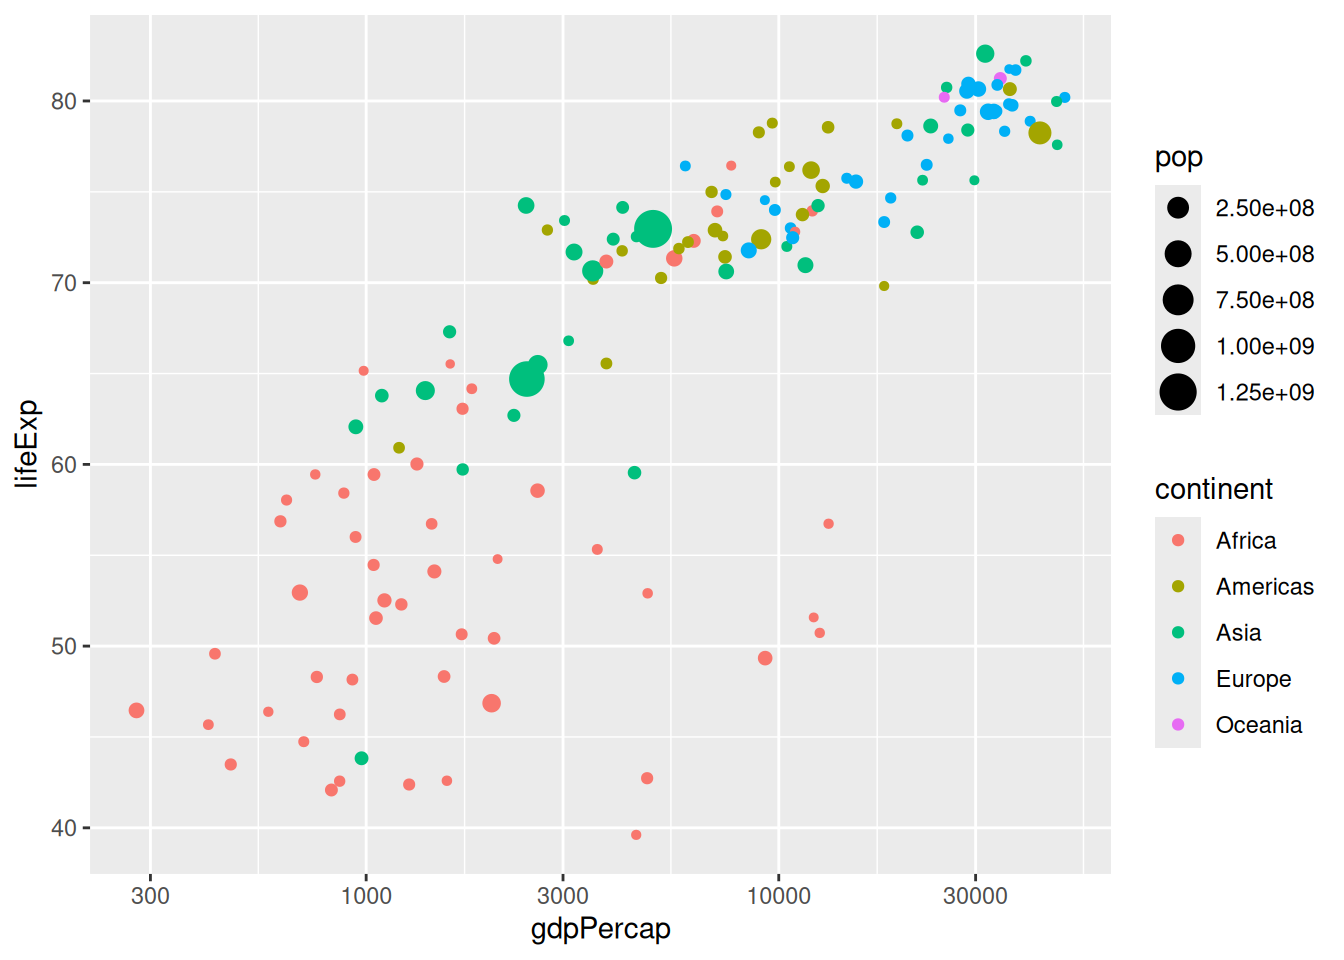 80
70
60
50
40
lifeExp
300
1000
3000
10000
30000
gdpPercap
pop
2.50e+08
5.00e+08
7.50e+08
1.00e+09
1.25e+09
continent
Africa
Americas
Asia
Europe
Oceania